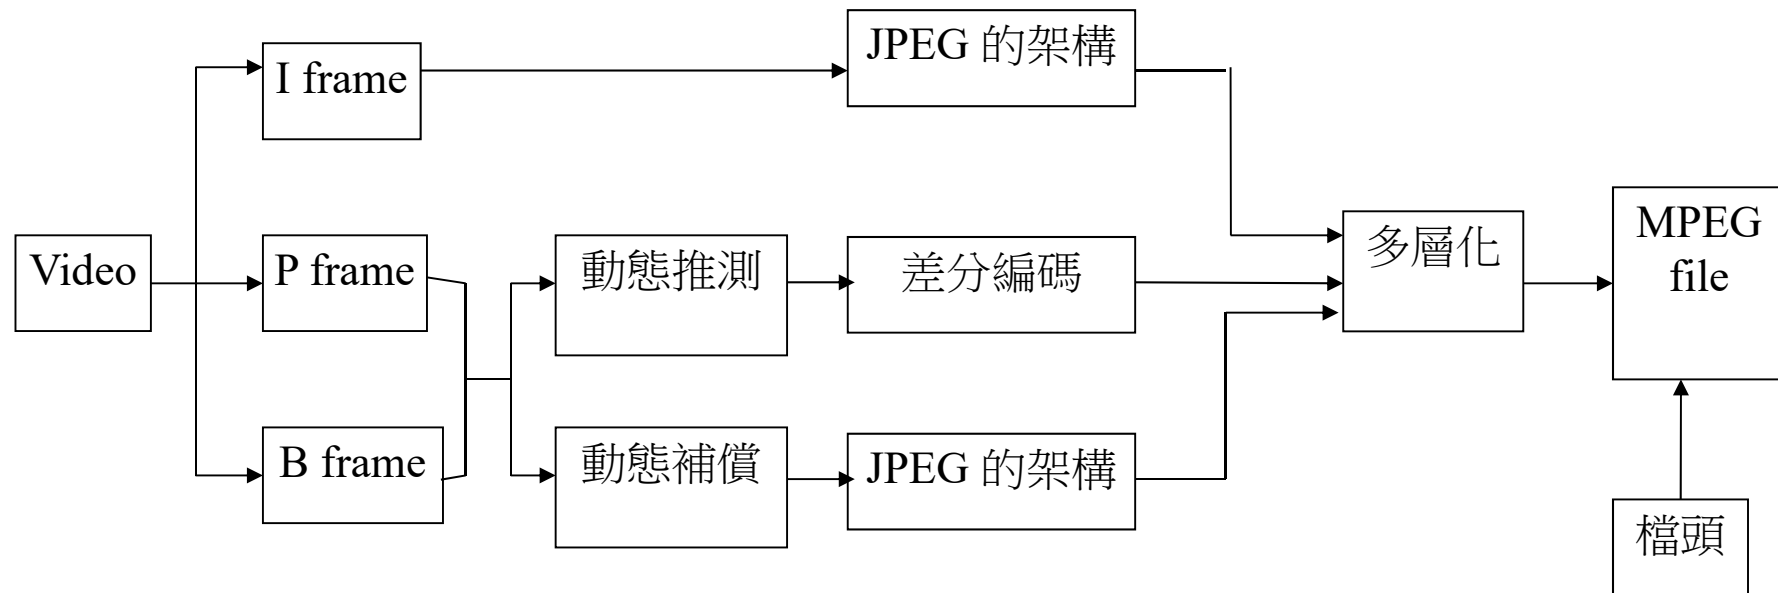 I frame
JPEG 的架構
Video
P frame
動態推測
差分編碼
多層化
MPEG
file
B frame
動態補償
JPEG 的架構
檔頭